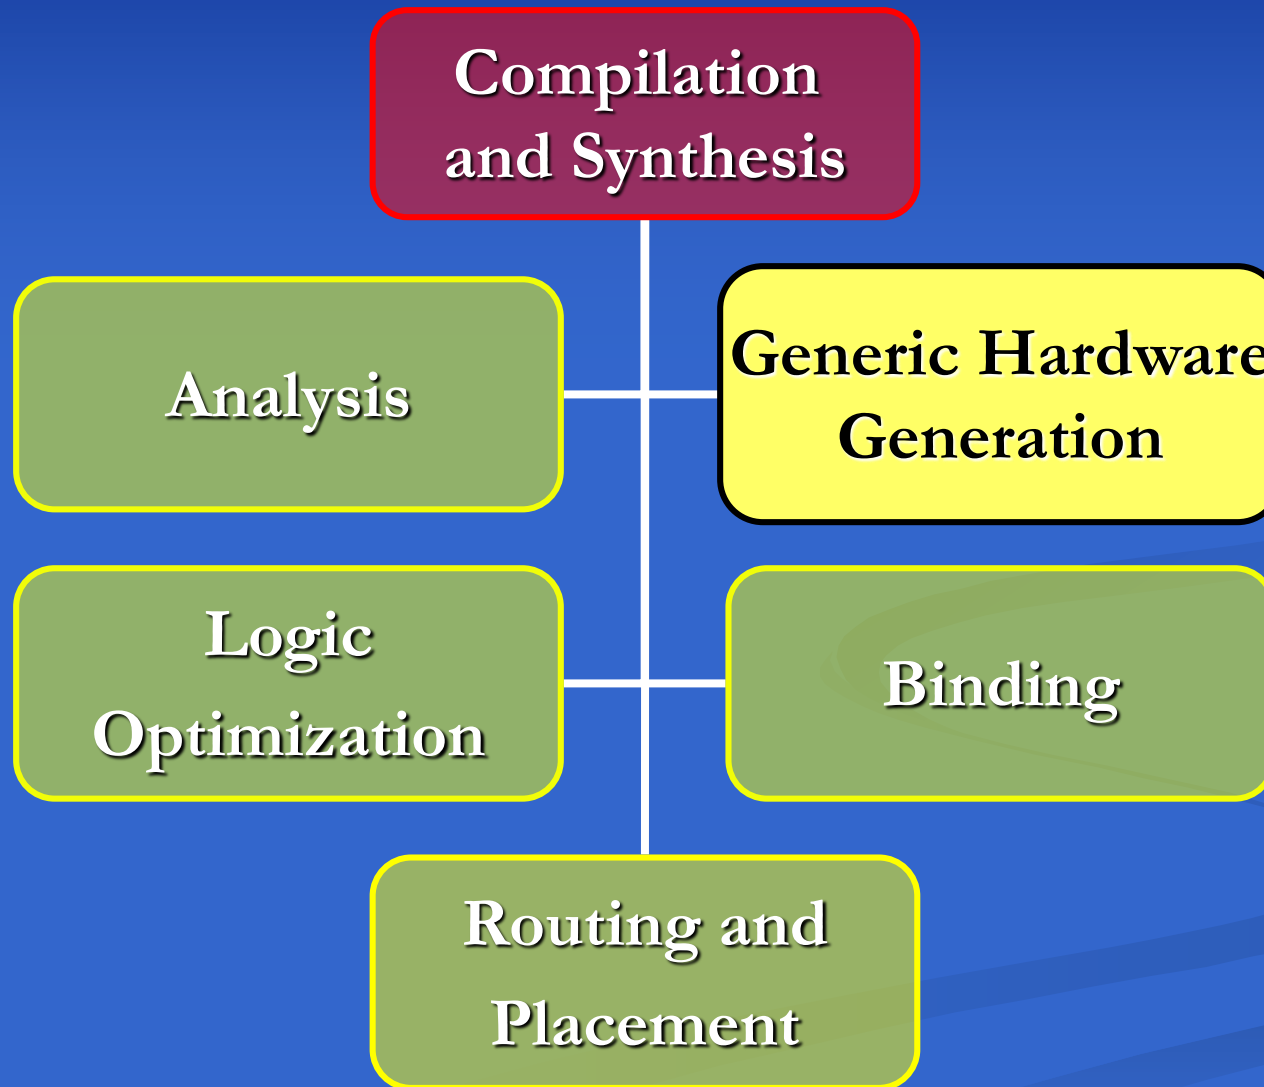 Compilation
and Synthesis
Analysis
Generic Hardware
Generation
Logic
Optimization
Binding
Routing and
Placement